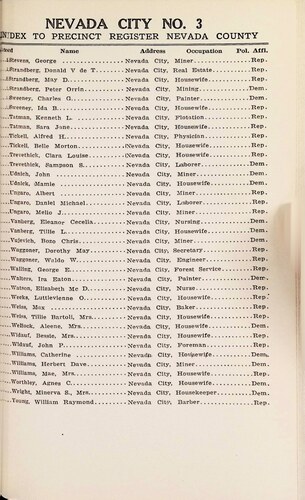 NEVADA CITY NO. 3
INDEX TO PRECINCT REGISTER NEVADA COUNTY
Name Address Occupation Pol. Affl.
Stevens, George Nevada City, Miner Rep.
Strandberg, Donald V de T Nevada City, Real Estate Rep.
Strandberg, May D. Nevada City, Housewife Rep.
Strandberg, Peter Orrin Nevada City, Mining Dem.
Sweeney, Charles G. Nevada City, Painter Dem.
Sweeney, Ida B. Nevada City, Housewife Rep.
Tatman, Kenneth L. Nevada City, Flotation Rep.
Tatman, Sara Jone Nevada City, Housewife Rep.
Tickell, Alfred H. Nevada City, Physician Rep.
Tickell, Belle Morton Nevada City, Housewife Rep.
Trevethick, Clara Louise Nevada City, Housewife Rep.
Trevethick, Sampson S. Nevada City, Laborer Dem.
Udsich, John Nevada City, Miner Dem.
Udsich, Mamie Nevada City, Housewife Dem.
Ungaro, Albert Nevada City, Miner Rep.
Ungaro, Daniel Michael Nevada City, Laborer Rep.
Ungaro, Melio J. Nevada City, Miner Rep.
Vanberg, Eleanor Cecelia Nevada City, Nursing Dem.
Vanberg, Tillie L. Nevada City, Housewife Dem.
Vujevich, Bozo Chris Nevada City, Miner Dem.
Waggoner, Dorothy May Nevada City, Secretary Rep.
Waggoner, Waldo W. Nevada City, Engineer Rep.
Walling, George E. Nevada City, Forest Service Rep.
Walters, Ira Eaton Nevada City, Painter Dem.
Watson, Elizabeth Mc D. Nevada City, Nurse Rep.
Weeks, Luttlevienne O. Nevada City, Housewife Rep.
Weiss, Max Nevada City, Baker Rep.
Weiss, Tillie Bartoli, Mrs. Nevada City, Housewife Rep.
Wellock, Aleene, Mrs. Nevada City, Housewife Dem.
Widauf, Bessie, Mrs. Nevada City, Housewife Rep.
Widauf, John P. Nevada City, Foreman Rep.
Williams, Catherine Nevada City, Housewife Dem.
Williams, Herbert Dave Nevada City, Miner Dem.
Williams, Mae, Mrs. Nevada City, Housewife Rep.
Worthley, Agnes C. Nevada City, Housewife Dem.
Wright, Minerva S., Mrs. Nevada City, Housekeeper Dem.
Young, William Raymond Nevada City, Barber Rep.